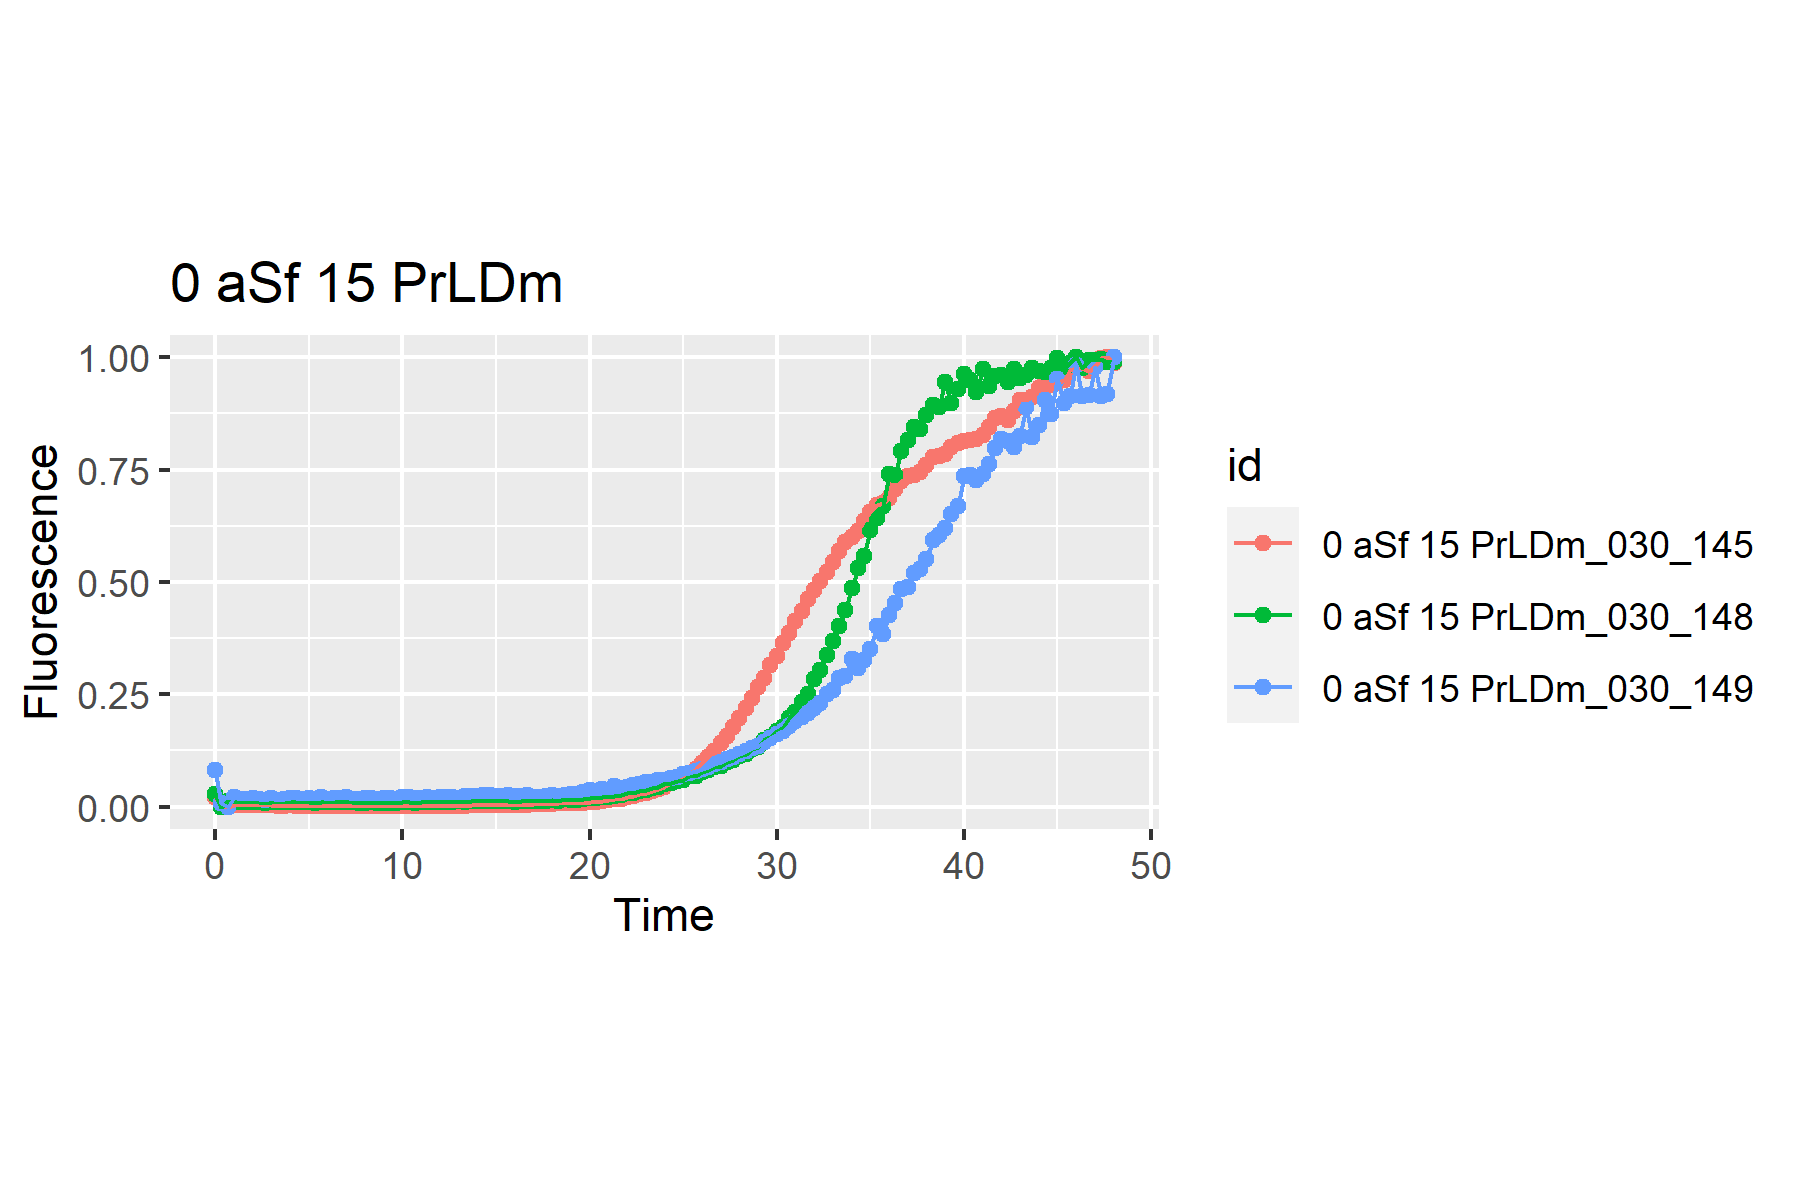 0 aSf 15 PrLDm
1.00
0.75
0.50
0.25
0.00
Fluorescence
0 10 20 30 40 50
Time
id
0 aSf 15 PrLDm_030_145
0 aSf 15 PrLDm_030_148
0 aSf 15 PrLDm_030_149